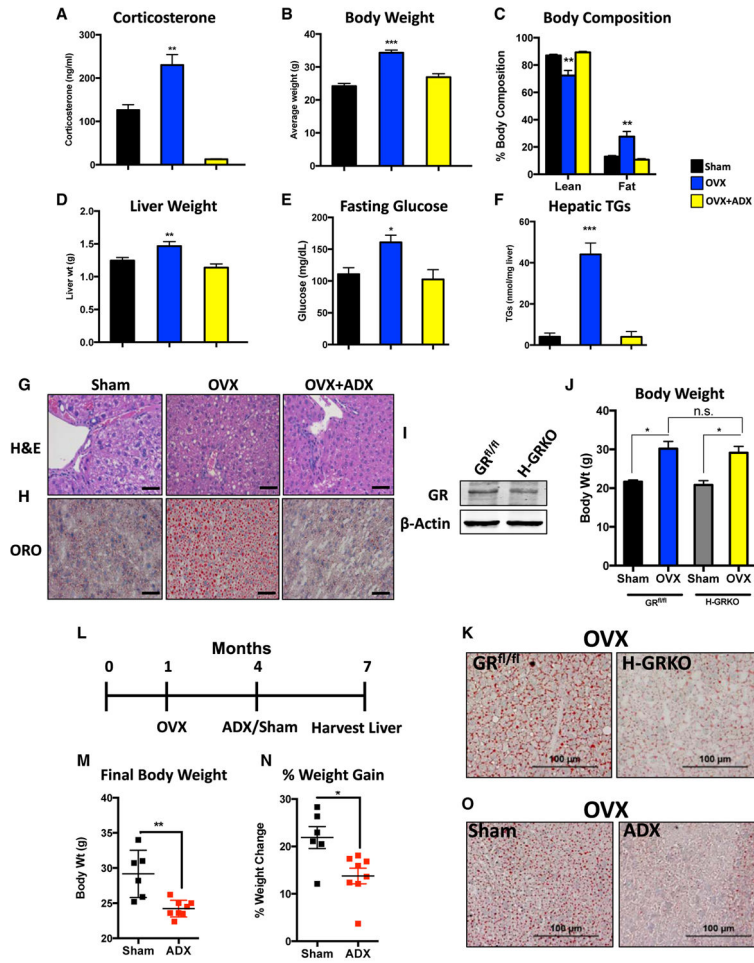 A Corticosterone
Corticosterone (ng/ml)
300
200
100
0
**
B Body Weight
Average weight (g)
40
30
20
10
0
***
C Body Composition
% Body Composition
100
80
60
40
20
0
**
**
Lean Fat
Sham
OVX
OVX+ADX
D Liver Weight
Liver wt (g)
2.0
1.5
1.0
0.5
0.0
**
E Fasting Glucose
Glucose (mg/dL)
200
150
100
50
0
*
F Hepatic TGs
TGs (nmol/mg liver)
60
40
20
0
***
G Sham OVX OVX+ADX
H&E
H
ORO
I
GRfl/fl H-GRKO
GR
β-Actin
J Body Weight
Body Wt (g)
40
30
20
10
0
n.s.
* *
Sham OVX Sham OVX
GRfl/fl H-GRKO
L Months
0 1 4 7
OVX ADX/Sham Harvest Liver
K OVX
GRfl/fl H-GRKO
100 µm 100 µm
M Final Body Weight
Body Wt (g)
40
35
30
25
20
**
Sham ADX
N % Weight Gain
% Weight Change
30
20
10
0
*
Sham ADX
O OVX
Sham ADX
100 µm 100 µm